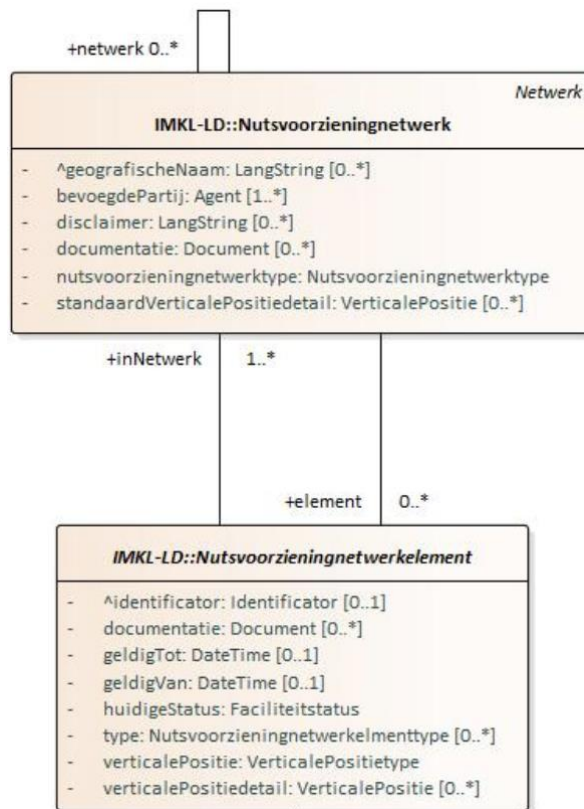 +netwerk 0..*
Netwerk
IMKL-LD::Nutsvoorzieningnetwerk
- ^geografischeNaam: LangString [0..*]
- bevoegdePartij: Agent [1..*]
- disclaimer: LangString [0..*]
- documentatie: Document [0..*]
- nutsvoorzieningnetwerktype: Nutsvoorzieningnetwerktype
- standaardVerticalePositiedetail: VerticalePositie [0..*]
+inNetwerk 1..*
+element 0..*
IMKL-LD::Nutsvoorzieningnetwerkelement
- ^identificator: Identificator [0..1]
- documentatie: Document [0..*]
- geldigTot: DateTime [0..1]
- geldigVan: DateTime [0..1]
- huidigeStatus: Faciliteitstatus
- type: Nutsvoorzieningnetwerkelmenttype [0..*]
- verticalePositie: VerticalePositietype
- verticalePositiedetail: VerticalePositie [0..*]